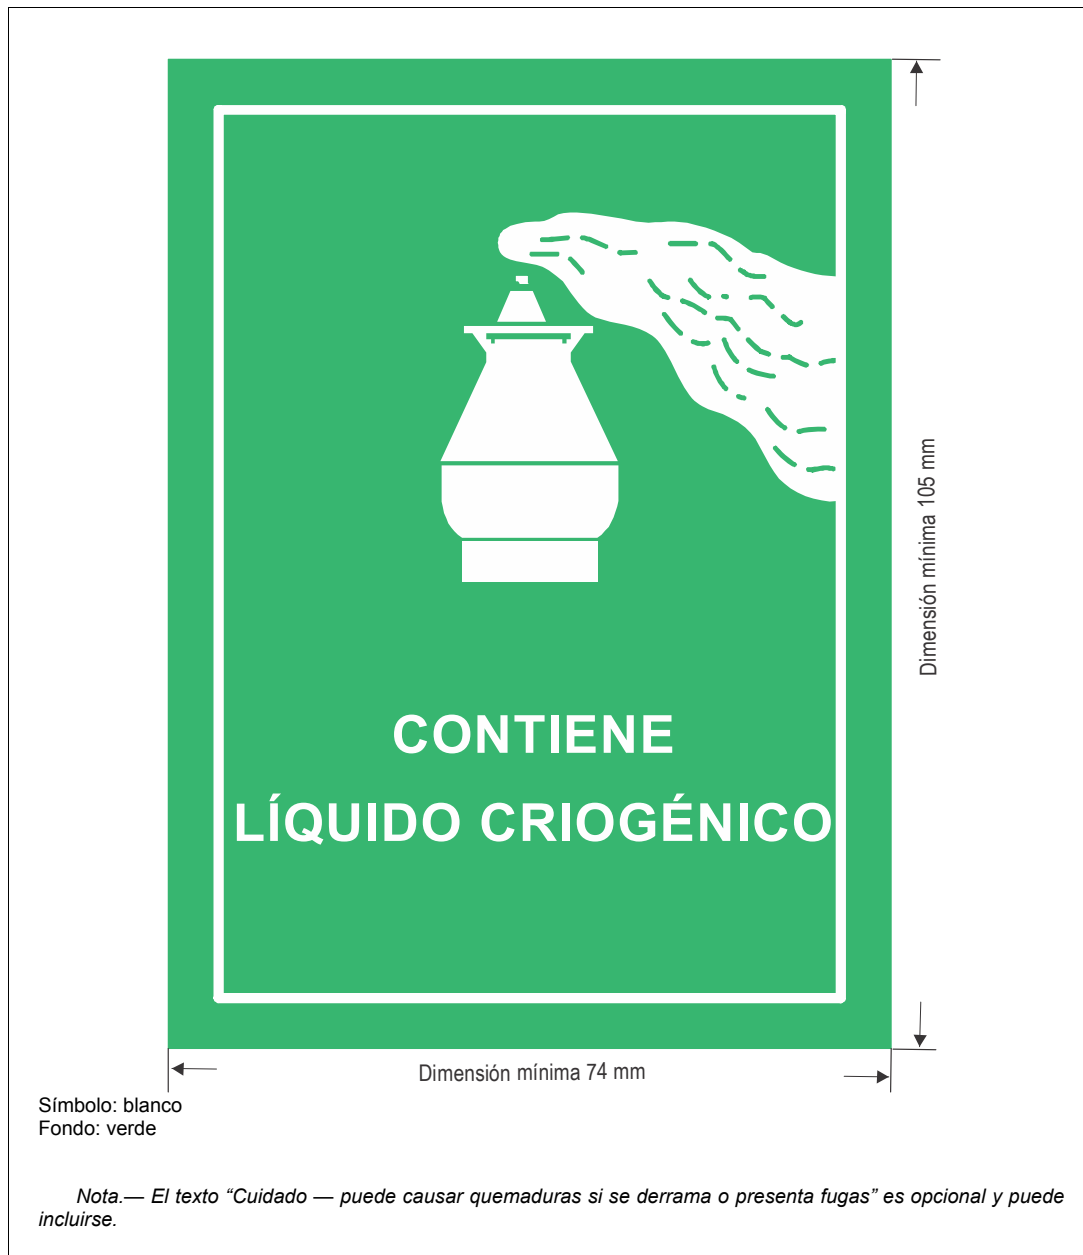 CONTIENE
LÍQUIDO CRIOGÉNICO
Dimensión mínima 105 mm
Dimensión mínima 74 mm
Símbolo: blanco
Fondo: verde
Nota.— El texto “Cuidado — puede causar quemaduras si se derrama o presenta fugas” es opcional y puede
incluirse.